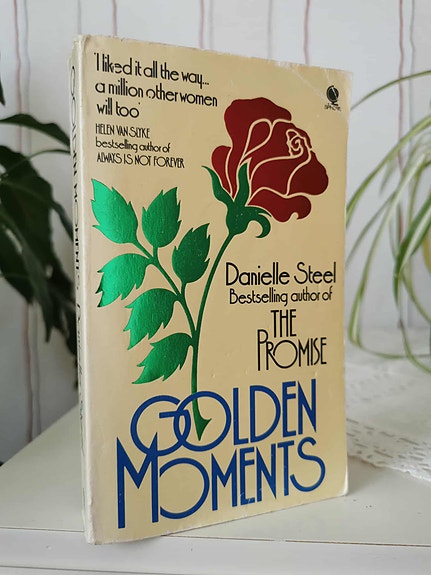 'I liked it all the way...
a million other women
will too'
HELEN VAN SLYKE
bestselling author of
ALWAYS IS NOT FOREVER
SPHERE
Danielle Steel
Bestselling author of
THE
PROMISE
GOLDEN
MOMENTS